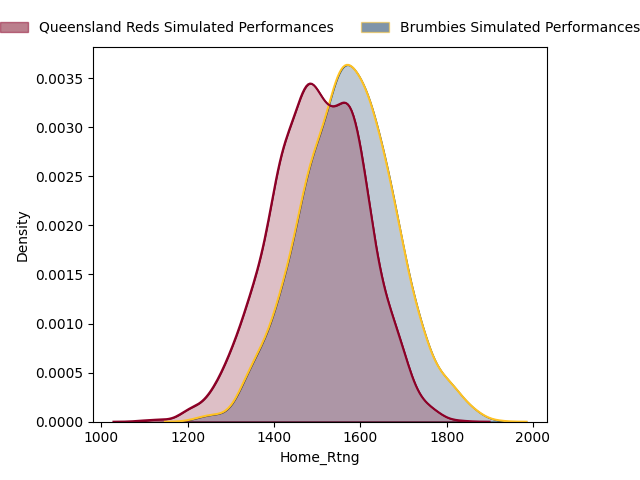 Queensland Reds Simulated Performances Brumbies Simulated Performances
0.0035
0.0030
0.0025
0.0020
0.0015
0.0010
0.0005
0.0000
Density
1000 1200 1400 1600 1800 2000
Home_Rtng